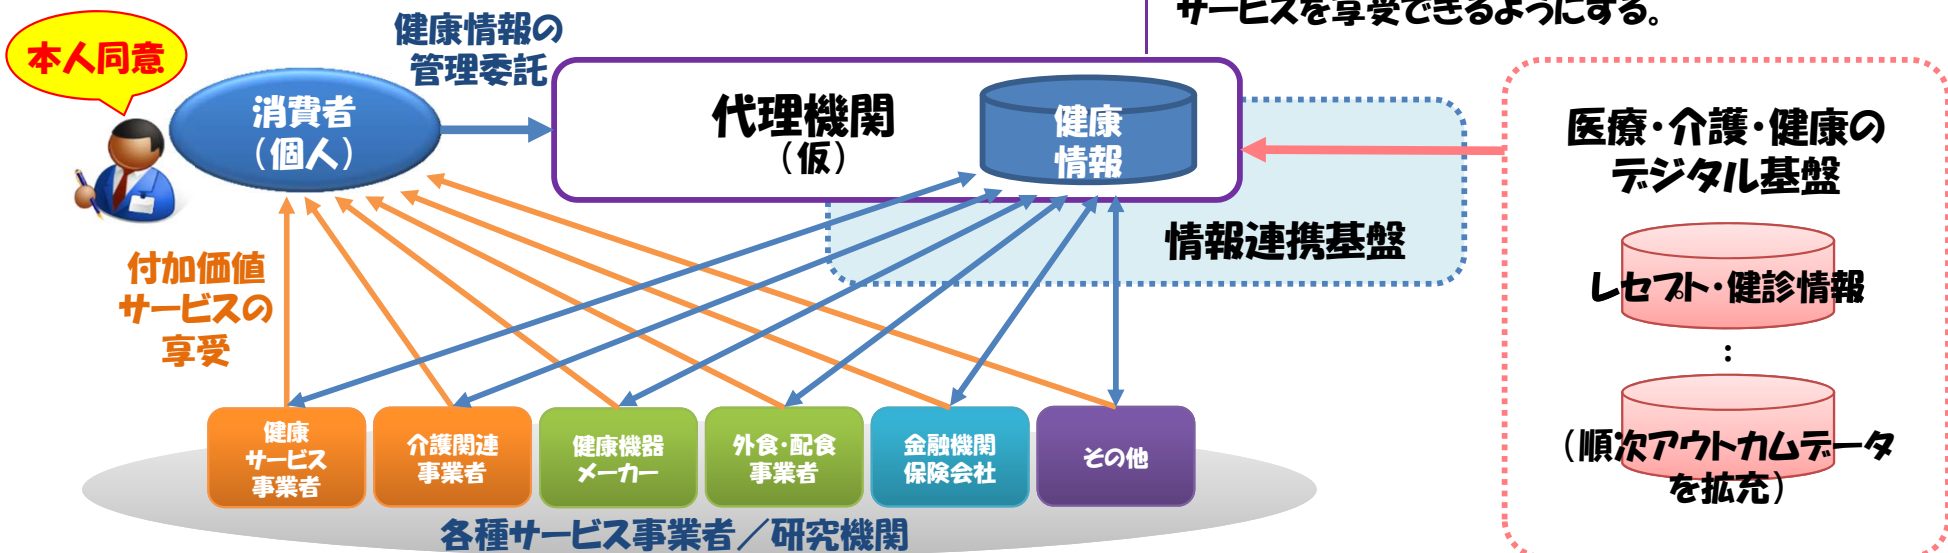 サービスを享受できるようにする。
本人同意
健康情報の
管理委託
消費者
（個人）
代理機関
（仮）
健康
情報
情報連携基盤
医療・介護・健康の
デジタル基盤
レセプト・健診情報
：
（順次アウトカムデータ
を拡充）
付加価値
サービスの
享受
健康
サービス
事業者
介護関連
事業者
健康機器
メーカー
外食・配食
事業者
金融機関
保険会社
その他
各種サービス事業者／研究機関